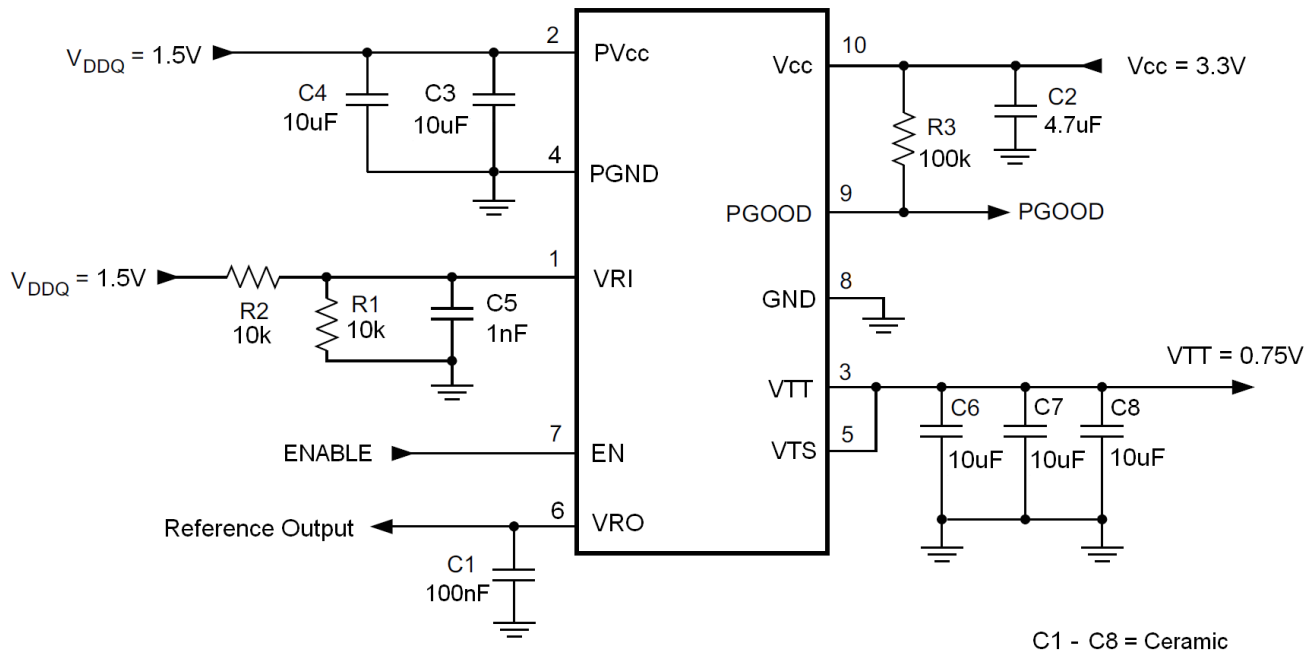 V_DDQ = 1.5V
2
PVcc
C4
10uF
C3
10uF
4
PGND
V_DDQ = 1.5V
1
VRI
R2
10k
R1
10k
C5
1nF
ENABLE
7
EN
Reference Output
6
VRO
C1
100nF
10
Vcc
Vcc = 3.3V
R3
100k
C2
4.7uF
9
PGOOD
PGOOD
8
GND
VTT = 0.75V
3
VTT
5
VTS
C6
10uF
C7
10uF
C8
10uF
C1 - C8 = Ceramic